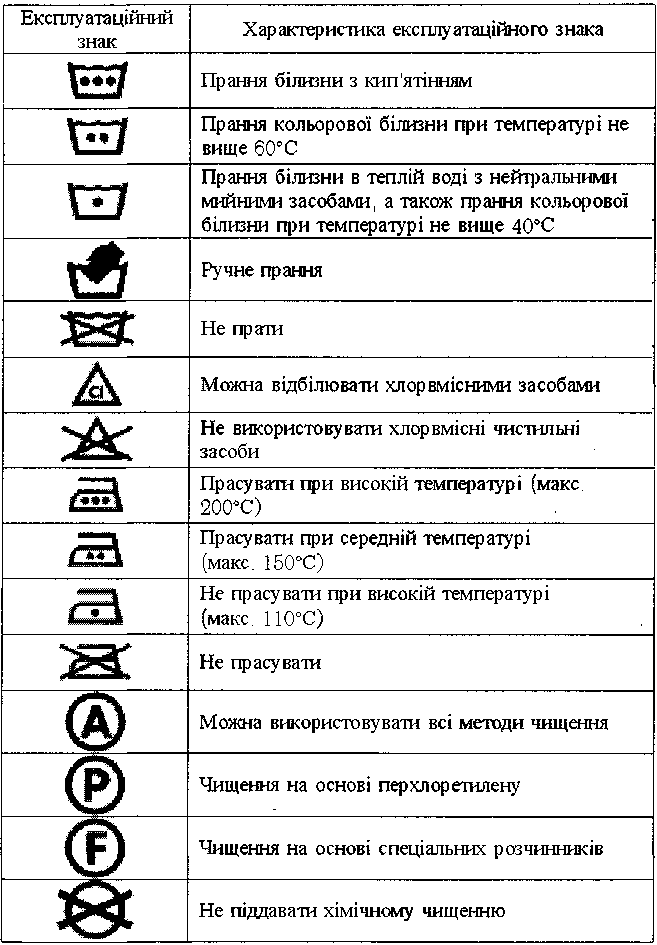 Експлуатаційний
знак
Характеристика експлуатаційного знака
Прання білизни з кип'ятінням
Прання кольорової білизни при температурі не
вище 60°С
Прання білизни в теплій воді з нейтральними
мийними засобами, а також прання кольорової
білизни при температурі не вище 40°С
Ручне прання
Не прати
cl
Можна відбілювати хлорвмісними засобами
Не використовувати хлорвмісні чистильні
засоби
Прасувати при високій температурі (макс.
200°С)
Прасувати при середній температурі
(макс. 150°С)
Не прасувати при високій температурі
(макс. 110°С)
Не прасувати
A
Можна використовувати всі методи чищення
P
Чищення на основі перхлоретилену
F
Чищення на основі спеціальних розчинників
Не піддавати хімічному чищенню